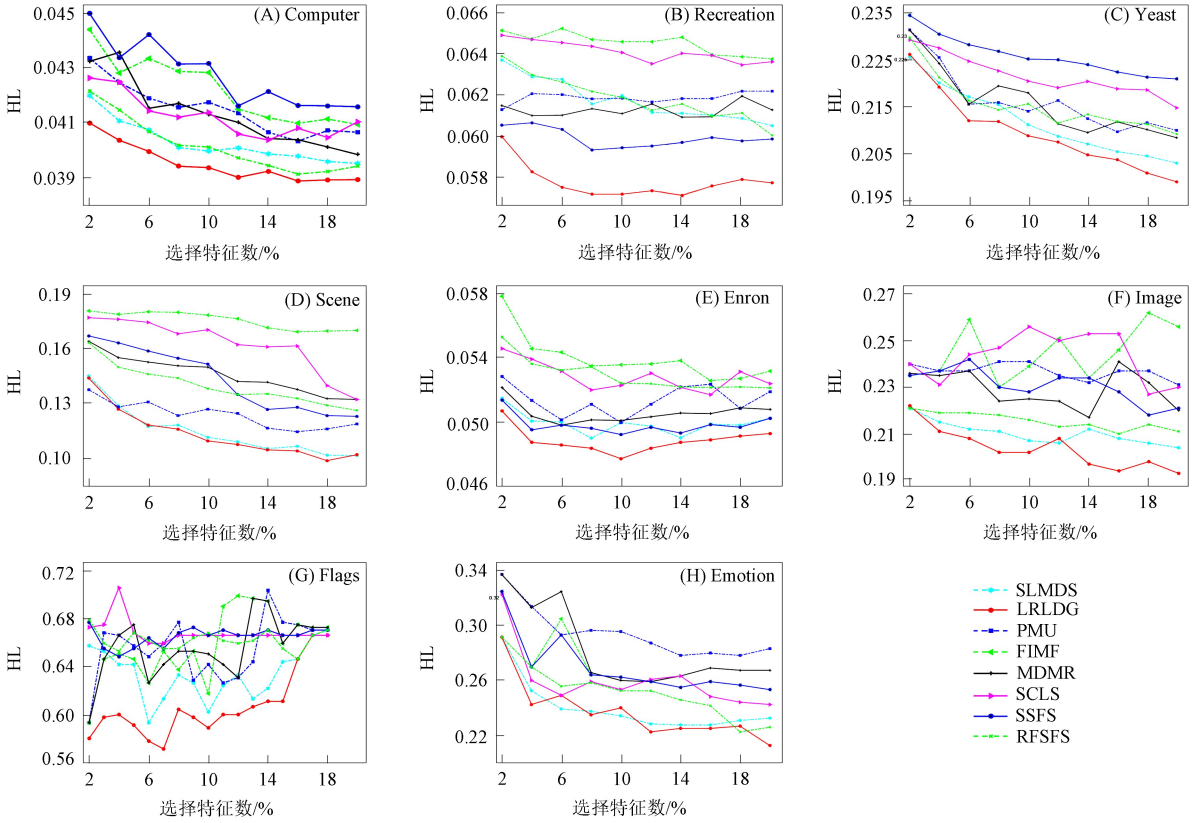 (A) Computer
HL
0.045
0.043
0.041
0.039
2 6 10 14 18
选择特征数/%
(B) Recreation
HL
0.066
0.064
0.062
0.060
0.058
2 6 10 14 18
选择特征数/%
(C) Yeast
HL
0.235
0.23
0.225
0.226
0.215
0.205
0.195
2 6 10 14 18
选择特征数/%
(D) Scene
HL
0.19
0.16
0.13
0.10
2 6 10 14 18
选择特征数/%
(E) Enron
HL
0.058
0.054
0.050
0.046
2 6 10 14 18
选择特征数/%
(F) Image
HL
0.27
0.25
0.23
0.21
0.19
2 6 10 14 18
选择特征数/%
(G) Flags
HL
0.72
0.68
0.64
0.60
0.56
2 6 10 14 18
选择特征数/%
(H) Emotion
HL
0.34
0.32
0.30
0.26
0.22
2 6 10 14 18
选择特征数/%
SLMDS
LRLDG
PMU
FIMF
MDMR
SCLS
SSFS
RFSFS